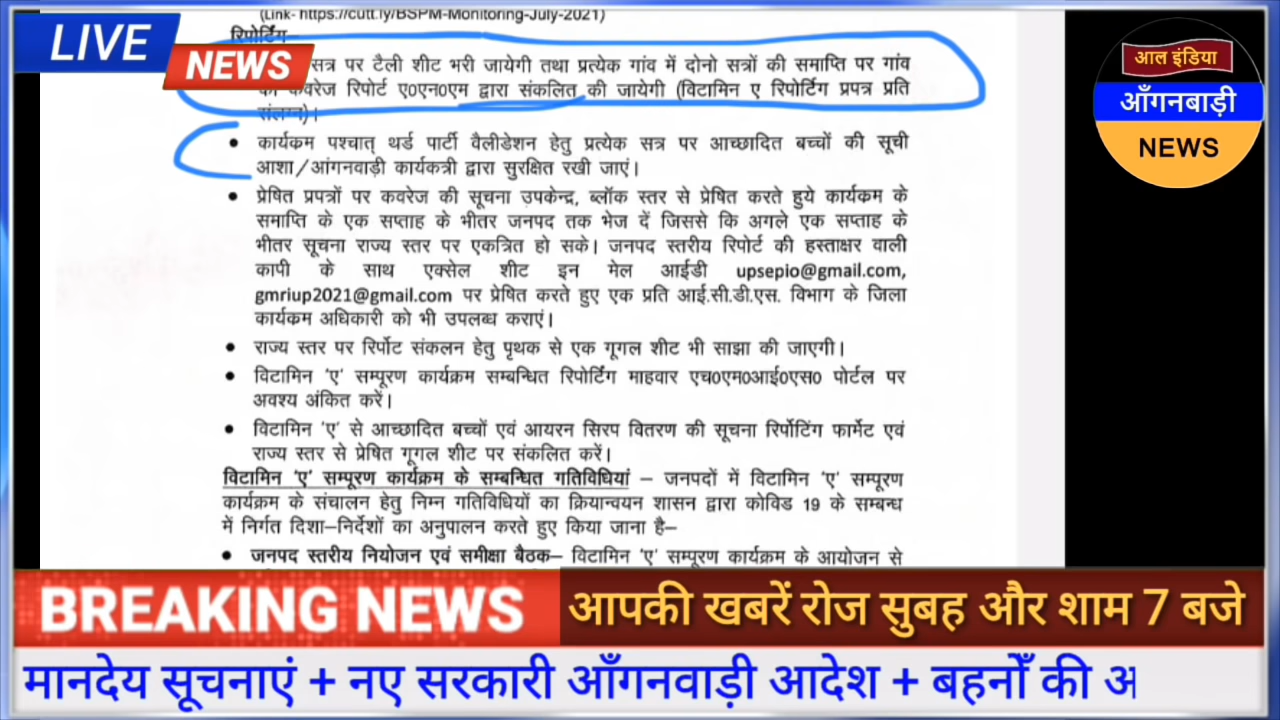 (Link- https://cutt.ly/BSPM-Monitoring-July-2021)
LIVE
NEWS
रिपोर्टिंग–
सत्र पर टैली शीट भरी जायेगी तथा प्रत्येक गांव में दोनो सत्रों की समाप्ति पर गांव
कवरेज रिपोर्ट ए0एन0एम द्वारा संकलित की जायेगी (विटामिन ए रिपोर्टिग प्रपत्र प्रति
संलग्न)।
• कार्यक्रम पश्चात् थर्ड पार्टी वैलीडेशन हेतु प्रत्येक सत्र पर आच्छादित बच्चों की सूची
आशा/आंगनवाड़ी कार्यकत्री द्वारा सुरक्षित रखी जाएं।
• प्रेषित प्रपत्रों पर कवरेज की सूचना उपकेन्द्र, ब्लॉक स्तर से प्रेषित करते हुये कार्यक्रम के
समाप्ति के एक सप्ताह के भीतर जनपद तक भेज दें जिससे कि अगले एक सप्ताह के
भीतर सूचना राज्य स्तर पर एकत्रित हो सके। जनपद स्तरीय रिपोर्ट की हस्ताक्षर वाली
कापी के साथ एक्सेल शीट इन मेल आईडी upsepio@gmail.com,
gmriup2021@gmail.com पर प्रेषित करते हुए एक प्रति आई.सी.डी.एस. विभाग के जिला
कार्यक्रम अधिकारी को भी उपलब्ध कराएं।
• राज्य स्तर पर रिर्पोट संकलन हेतु पृथक से एक गूगल शीट भी साझा की जाएगी।
• विटामिन ‘ए’ सम्पूरण कार्यक्रम सम्बन्धित रिपोर्टिंग माहवार एच0एम0आई0एस0 पोर्टल पर
अवश्य अंकित करें।
• विटामिन ‘ए’ से आच्छादित बच्चों एवं आयरन सिरप वितरण की सूचना रिर्पोटिंग फार्मेट एवं
राज्य स्तर से प्रेषित गूगल शीट पर संकलित करें।
विटामिन ‘ए’ सम्पूरण कार्यक्रम के सम्बन्धित गतिविधियां – जनपदों में विटामिन ‘ए’ सम्पूरण
कार्यक्रम के संचालन हेतु निम्न गतिविधियों का क्रियान्वयन शासन द्वारा कोविड 19 के सम्बन्ध
में निर्गत दिशा–निर्देशों का अनुपालन करते हुए किया जाना है–
• जनपद स्तरीय नियोजन एवं समीक्षा बैठक– विटामिन ‘ए’ सम्पूरण कार्यक्रम के आयोजन से
आल इंडिया
आँगनबाड़ी
NEWS
BREAKING NEWS
आपकी खबरें रोज सुबह और शाम 7 बजे
मानदेय सूचनाएं + नए सरकारी आँगनवाड़ी आदेश + बहनोँ की अ